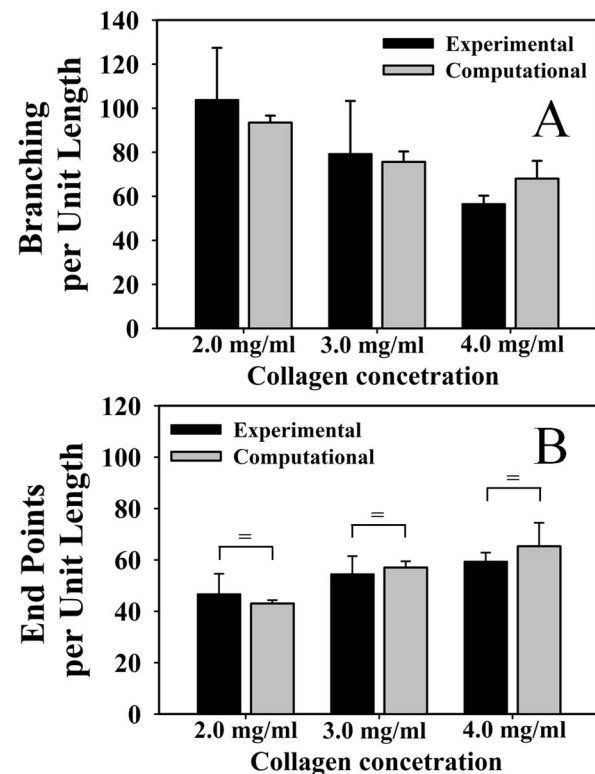 140
120
100
80
60
40
20
0
Branching
per Unit Length
Experimental
Computational
A
2.0 mg/ml 3.0 mg/ml 4.0 mg/ml
Collagen concetration
120
100
80
60
40
20
0
End Points
per Unit Length
Experimental
Computational
B
=
=
=
2.0 mg/ml 3.0 mg/ml 4.0 mg/ml
Collagen concetration